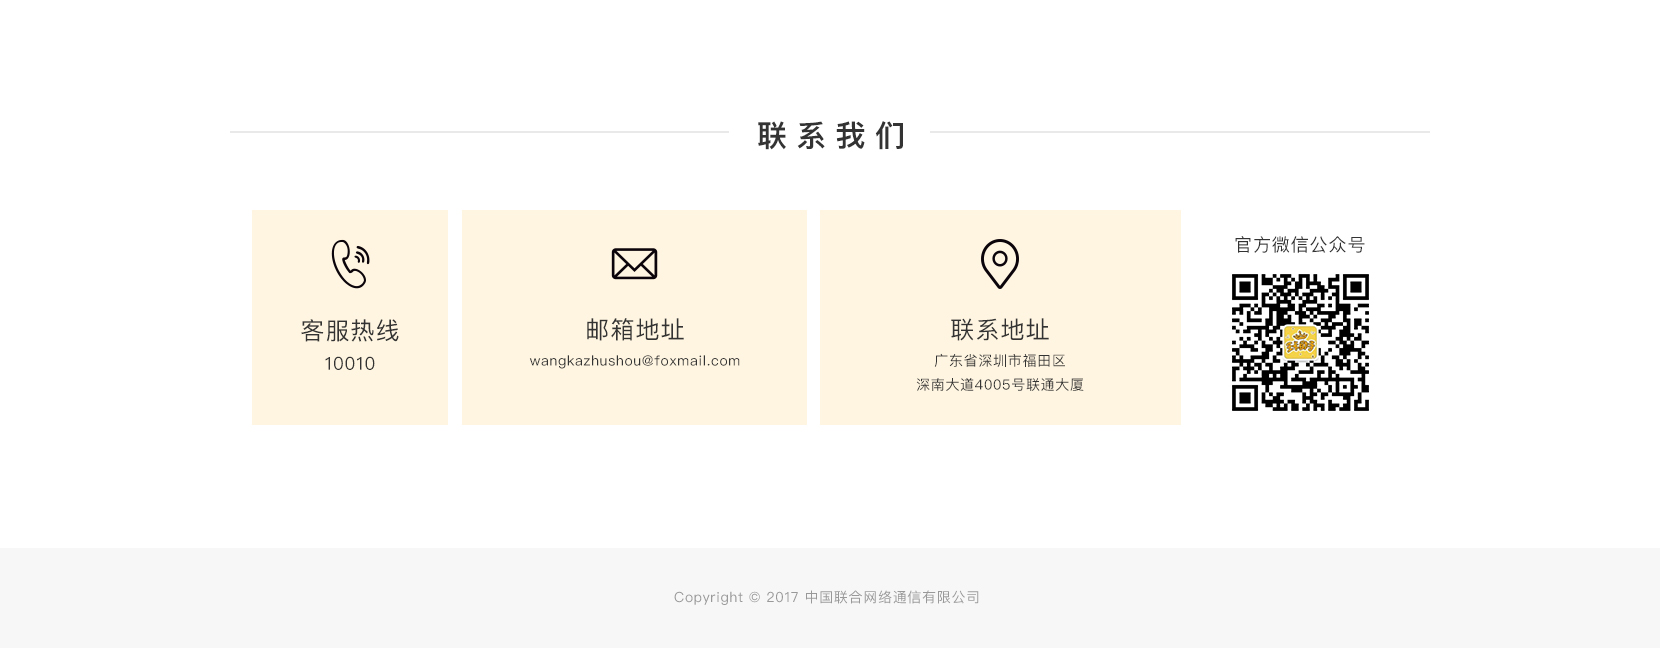 联系我们
客服热线
10010
邮箱地址
wangkazhushou@foxmail.com
联系地址
广东省深圳市福田区
深南大道4005号联通大厦
官方微信公众号
Copyright © 2017 中国联合网络通信有限公司